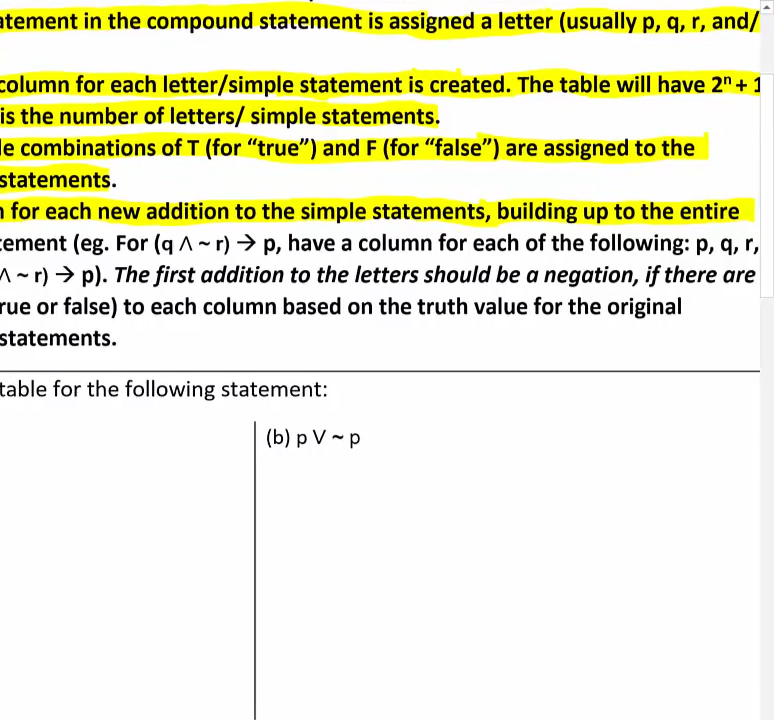 atement in the compound statement is assigned a letter (usually p, q, r, and/
column for each letter/simple statement is created. The table will have 2ⁿ + 1
is the number of letters/ simple statements.
le combinations of T (for “true”) and F (for “false”) are assigned to the
statements.
n for each new addition to the simple statements, building up to the entire
tement (eg. For (q ∧ ~ r) → p, have a column for each of the following: p, q, r,
∧ ~ r) → p). The first addition to the letters should be a negation, if there are
rue or false) to each column based on the truth value for the original
statements.
table for the following statement:
(b) p V ~ p